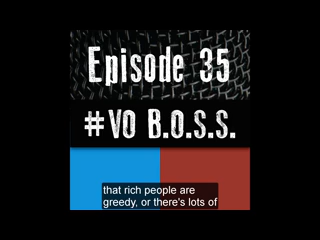 Episode 35
#VO B.O.S.S.
that rich people are
greedy, or there's lots of